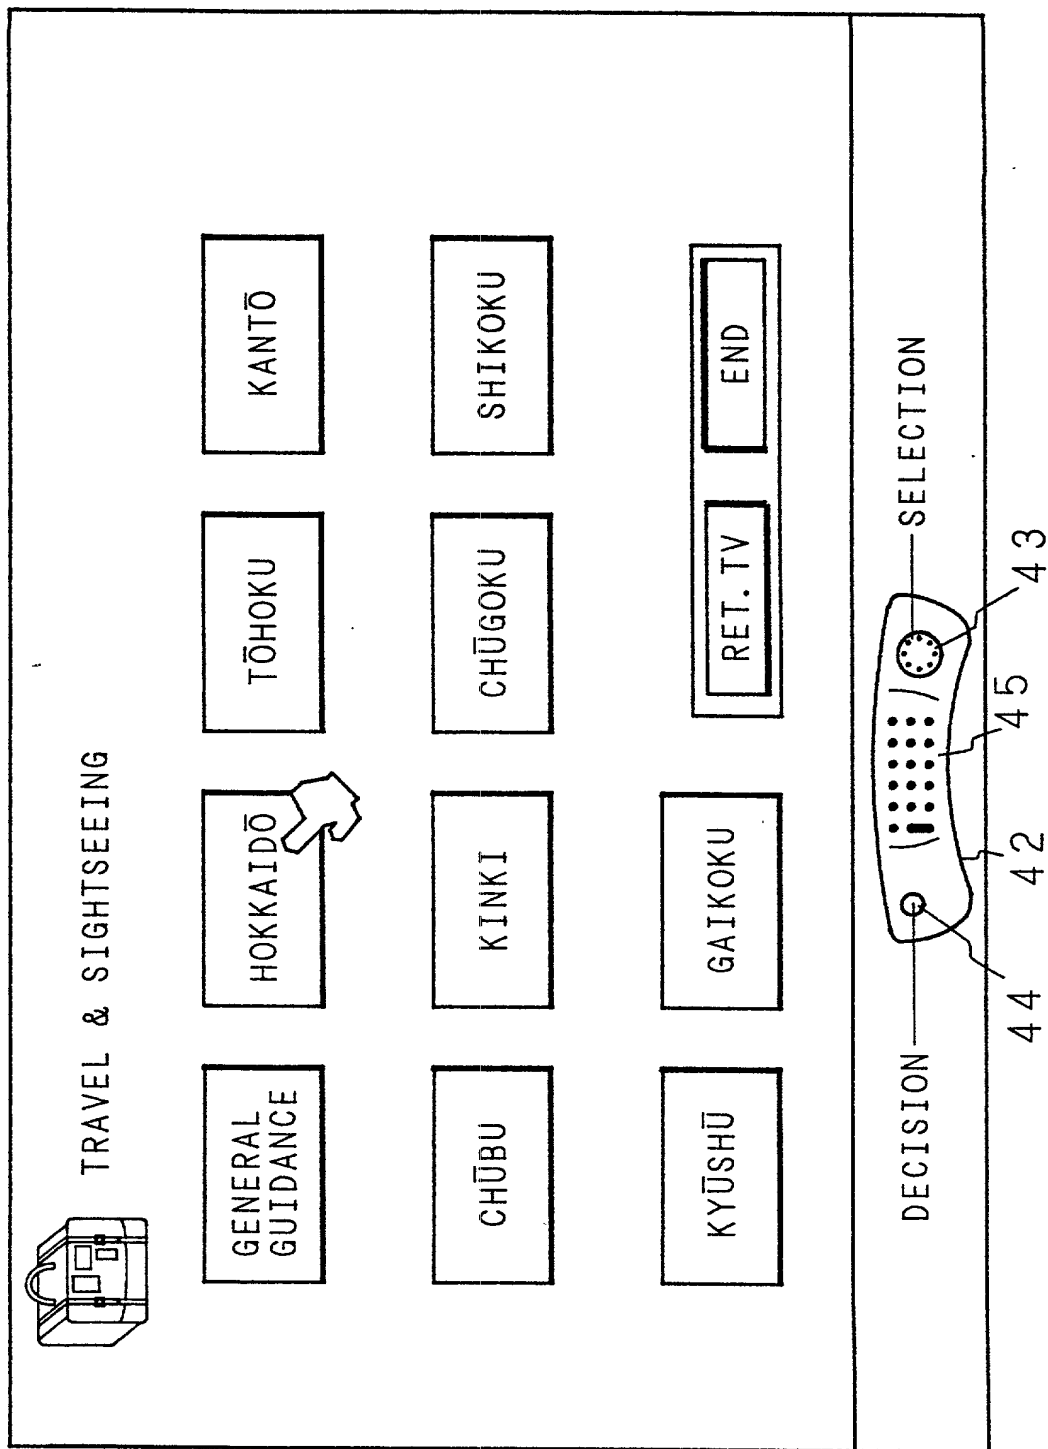 TRAVEL & SIGHTSEEING
GENERAL
GUIDANCE
HOKKAIDŌ
TŌHOKU
KANTŌ
CHŪBU
KINKI
CHŪGOKU
SHIKOKU
KYŪSHŪ
GAIKOKU
RET. TV
END
DECISION
SELECTION
44
42
45
43